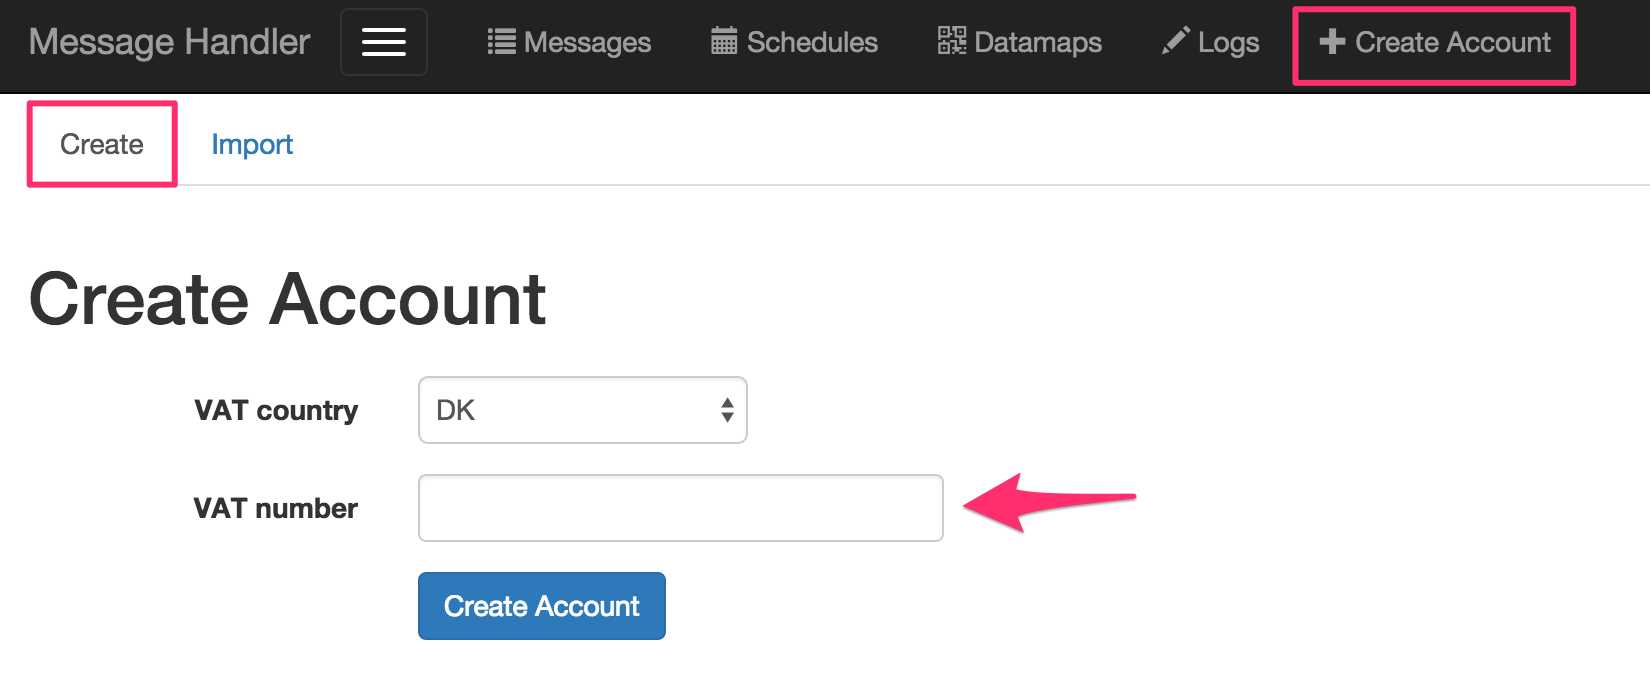 Message Handler Messages Schedules Datamaps Logs Create Account
Create Import
Create Account
VAT country DK
VAT number
Create Account